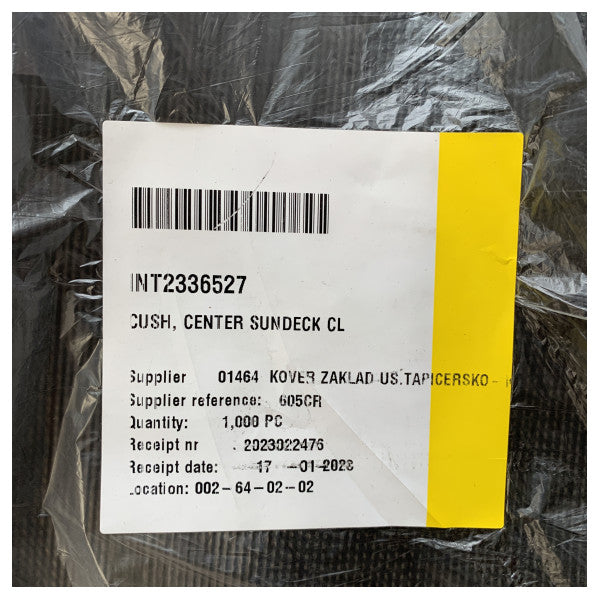 INT2336527
CUSH, CENTER SUNDECK CL
Supplier 01464 KOVER ZAKLAD US.TAPICERSKO -
Supplier reference: 605CR
Quantity: 1,000 PC
Receipt nr . 2023022476
Receipt date: 17 -01-2023
Location: 002-64-02-02